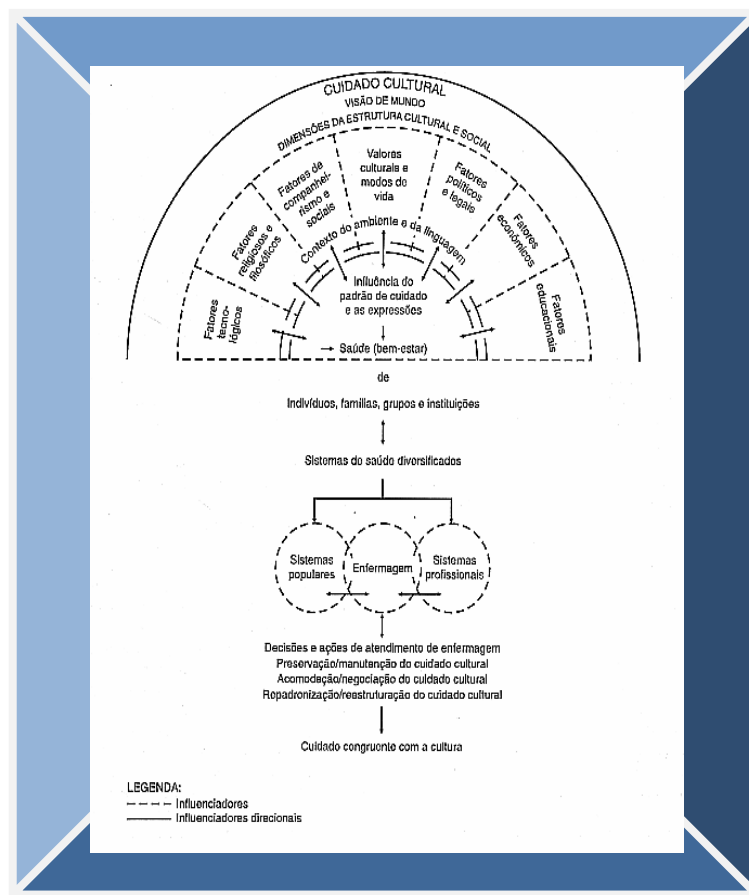 CUIDADO CULTURAL
VISÃO DE MUNDO
DIMENSÕES DA ESTRUTURA CULTURAL E SOCIAL
Fatores
tecno-
lógicos
Fatores
religiosos e
filosóficos
Fatores de
companhei-
rismo e
sociais
Valores
culturais e
modos de
vida
Fatores
políticos
e legais
Fatores
econômicos
Fatores
educacionais
Contexto do ambiente e da linguagem
Influência do
padrão de cuidado
e as expressões
Saúde (bem-estar)
de
Indivíduos, famílias, grupos e instituições
Sistemas de saúde diversificados
Sistemas
populares
Enfermagem
Sistemas
profissionais
Decisões e ações de atendimento de enfermagem
Preservação/manutenção do cuidado cultural
Acomodação/negociação do cuidado cultural
Repadronização/reestruturação do cuidado cultural
Cuidado congruente com a cultura
LEGENDA:
Influenciadores
Influenciadores direcionais